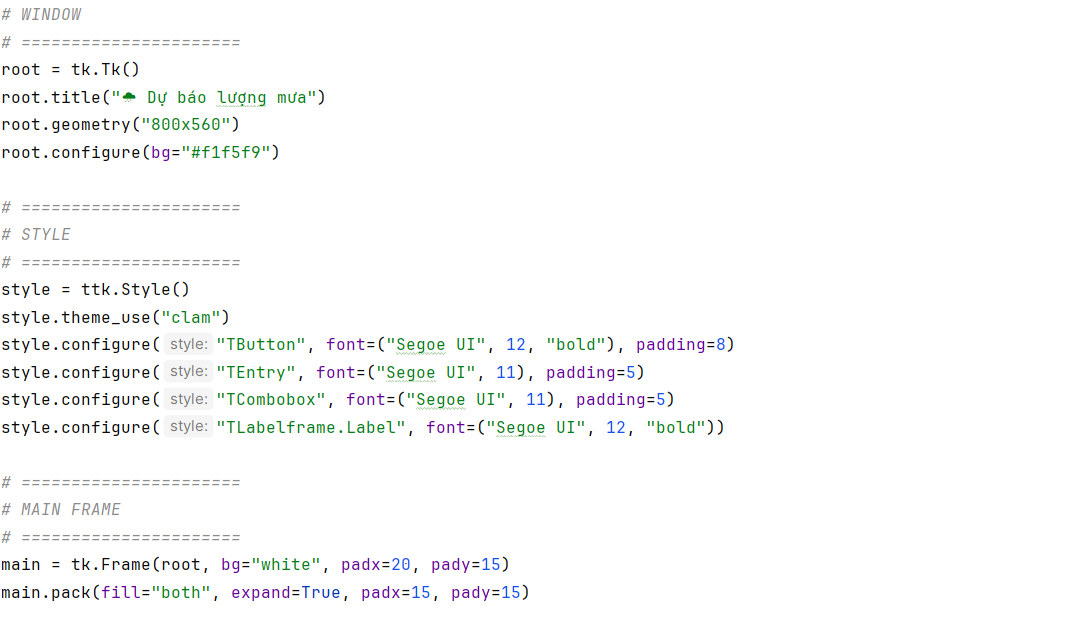 # WINDOW
# ======================
root = tk.Tk()
root.title("🌧 Dự báo lượng mưa")
root.geometry("800x560")
root.configure(bg="#f1f5f9")
# ======================
# STYLE
# ======================
style = ttk.Style()
style.theme_use("clam")
style.configure( style: "TButton", font=("Segoe UI", 12, "bold"), padding=8)
style.configure( style: "TEntry", font=("Segoe UI", 11), padding=5)
style.configure( style: "TCombobox", font=("Segoe UI", 11), padding=5)
style.configure( style: "TLabelframe.Label", font=("Segoe UI", 12, "bold"))
# ======================
# MAIN FRAME
# ======================
main = tk.Frame(root, bg="white", padx=20, pady=15)
main.pack(fill="both", expand=True, padx=15, pady=15)